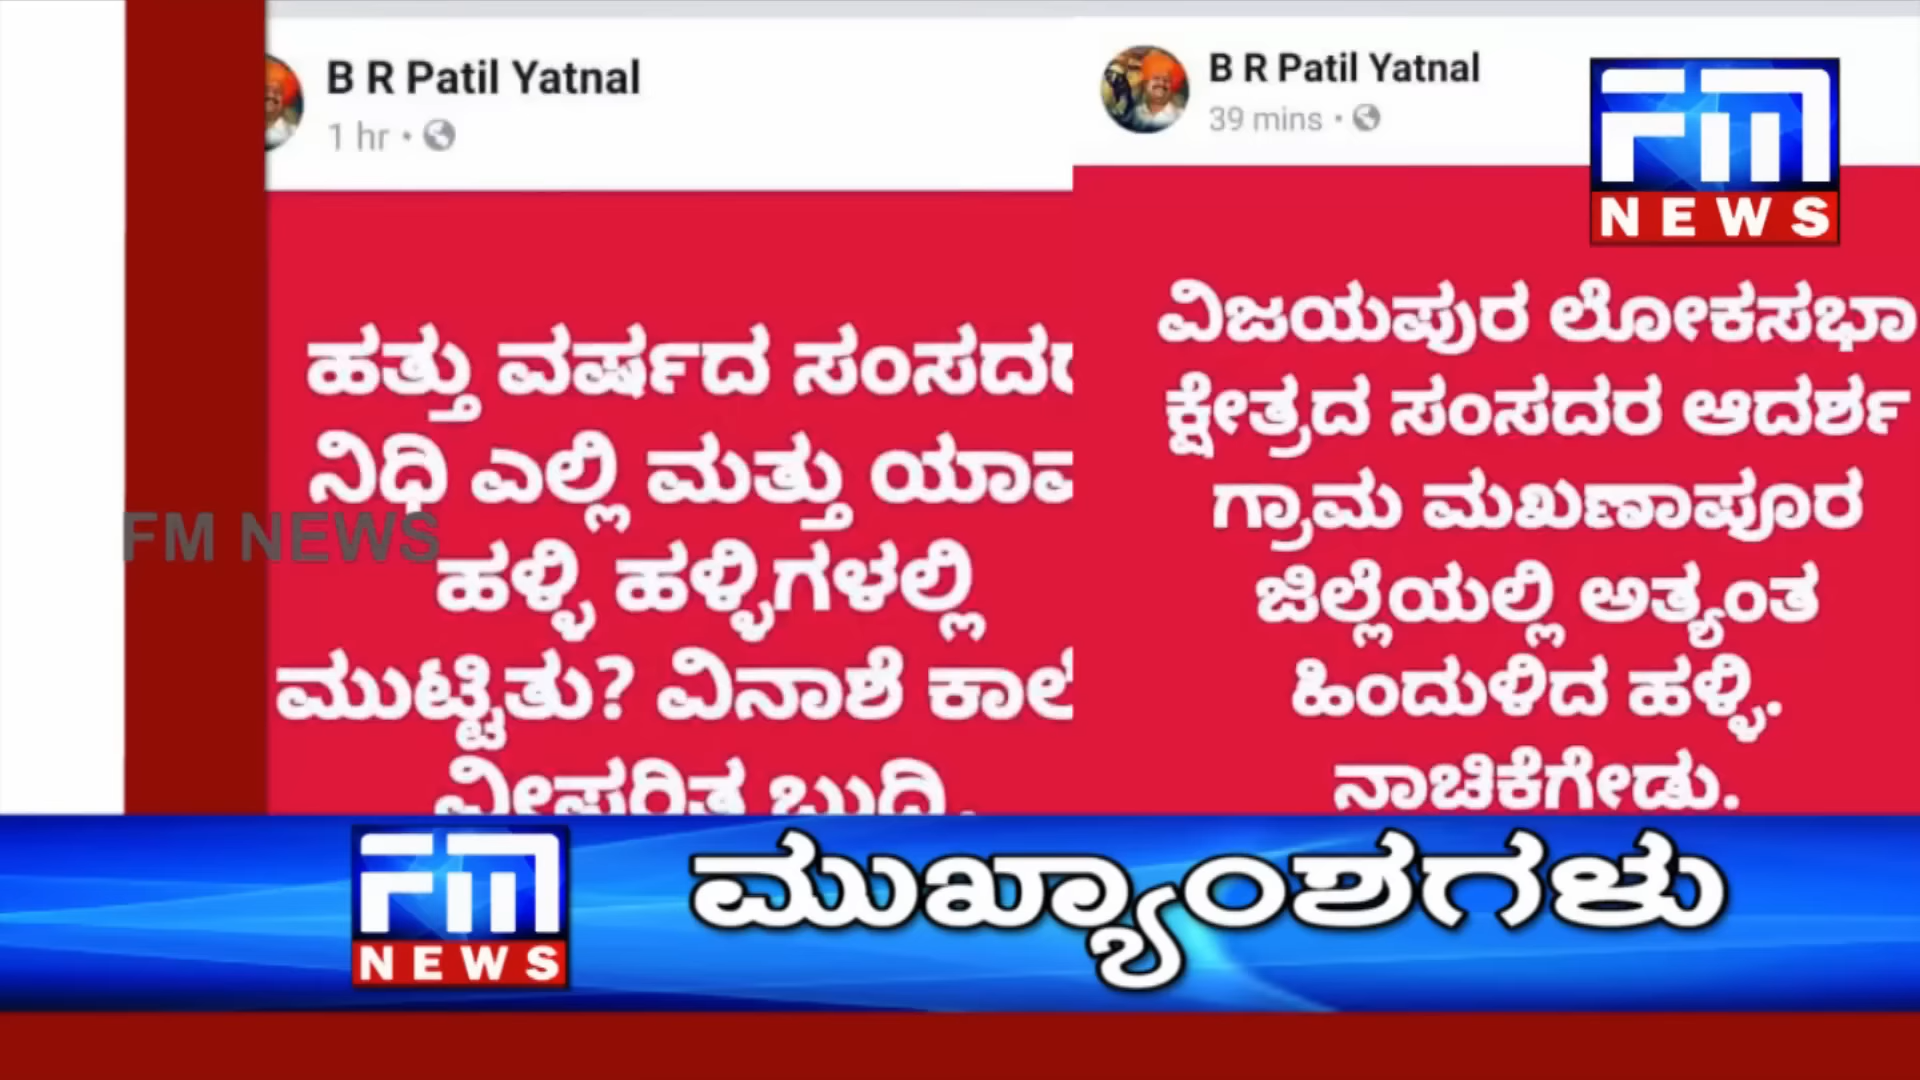 B R Patil Yatnal
1 hr •
ಹತ್ತು ವರ್ಷದ
ನಿಧಿ ಎಲ್ಲಿ ಮತ್ತು
ಹಳ್ಳಿ ಹಳ್ಳಿಗಳಲ್ಲಿ
ಮುಟ್ಟಿತು? ವಿನಾಶೆ
B R Patil Yatnal
39 mins •
ವಿಜಯಪುರ ಲೋಕಸಭಾ
ಕ್ಷೇತ್ರದ ಸಂಸದರ ಆದರ್ಶ
ಗ್ರಾಮ ಮಖಣಾಪೂರ
ಜಿಲ್ಲೆಯಲ್ಲಿ ಅತ್ಯಂತ
ಹಿಂದುಳಿದ ಹಳ್ಳಿ.
ನಾಚಿಕೆಗೇಡು.
FM
NEWS
FM NEWS
FM
NEWS
ಮುಖ್ಯಾಂಶಗಳು